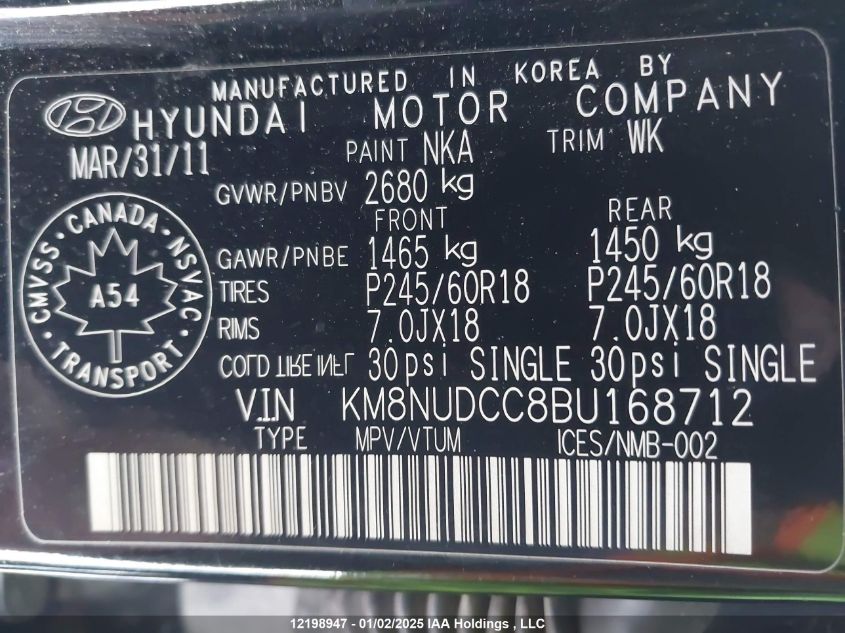 MANUFACTURED IN KOREA BY
HYUNDAI MOTOR COMPANY
MAR/31/11 PAINT NKA TRIM WK
GVWR/PNBV 2680 kg
FRONT REAR
GAWR/PNBE 1465 kg 1450 kg
TIRES P245/60R18 P245/60R18
RIMS 7.0JX18 7.0JX18
COLD TIRE INFL 30psi SINGLE 30psi SINGLE
V.I.N KM8NUDCC8BU168712
TYPE MPV/VTUM ICES/NMB-002
CMVSS · CANADA · NSVAC · TRANSPORT ·
A54
12198947 - 01/02/2025 IAA Holdings , LLC